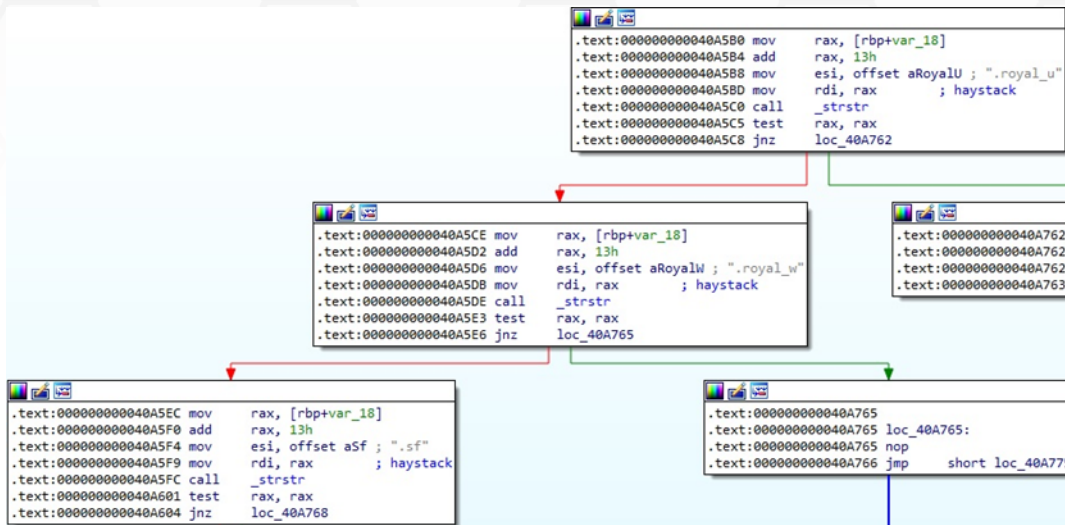 .text:000000000040A5B0 mov rax, [rbp+var_18]
.text:000000000040A5B4 add rax, 13h
.text:000000000040A5B8 mov esi, offset aRoyalU ; ".royal_u"
.text:000000000040A5BD mov rdi, rax ; haystack
.text:000000000040A5C0 call _strstr
.text:000000000040A5C5 test rax, rax
.text:000000000040A5C8 jnz loc_40A762
.text:000000000040A5CE mov rax, [rbp+var_18]
.text:000000000040A5D2 add rax, 13h
.text:000000000040A5D6 mov esi, offset aRoyalW ; ".royal_w"
.text:000000000040A5DB mov rdi, rax ; haystack
.text:000000000040A5DE call _strstr
.text:000000000040A5E3 test rax, rax
.text:000000000040A5E6 jnz loc_40A765
.text:000000000040A762
.text:000000000040A762
.text:000000000040A762
.text:000000000040A763
.text:000000000040A5EC mov rax, [rbp+var_18]
.text:000000000040A5F0 add rax, 13h
.text:000000000040A5F4 mov esi, offset aSf ; ".sf"
.text:000000000040A5F9 mov rdi, rax ; haystack
.text:000000000040A5FC call _strstr
.text:000000000040A601 test rax, rax
.text:000000000040A604 jnz loc_40A768
.text:000000000040A765
.text:000000000040A765 loc_40A765:
.text:000000000040A765 nop
.text:000000000040A766 jmp short